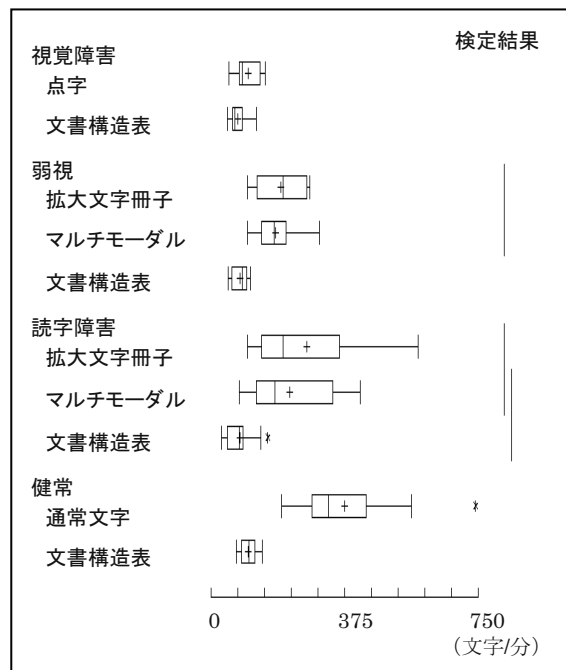 検定結果
視覚障害
点字
文書構造表
弱視
拡大文字冊子
マルチモーダル
文書構造表
読字障害
拡大文字冊子
マルチモーダル
文書構造表
健常
通常文字
文書構造表
0 375 750
(文字/分)